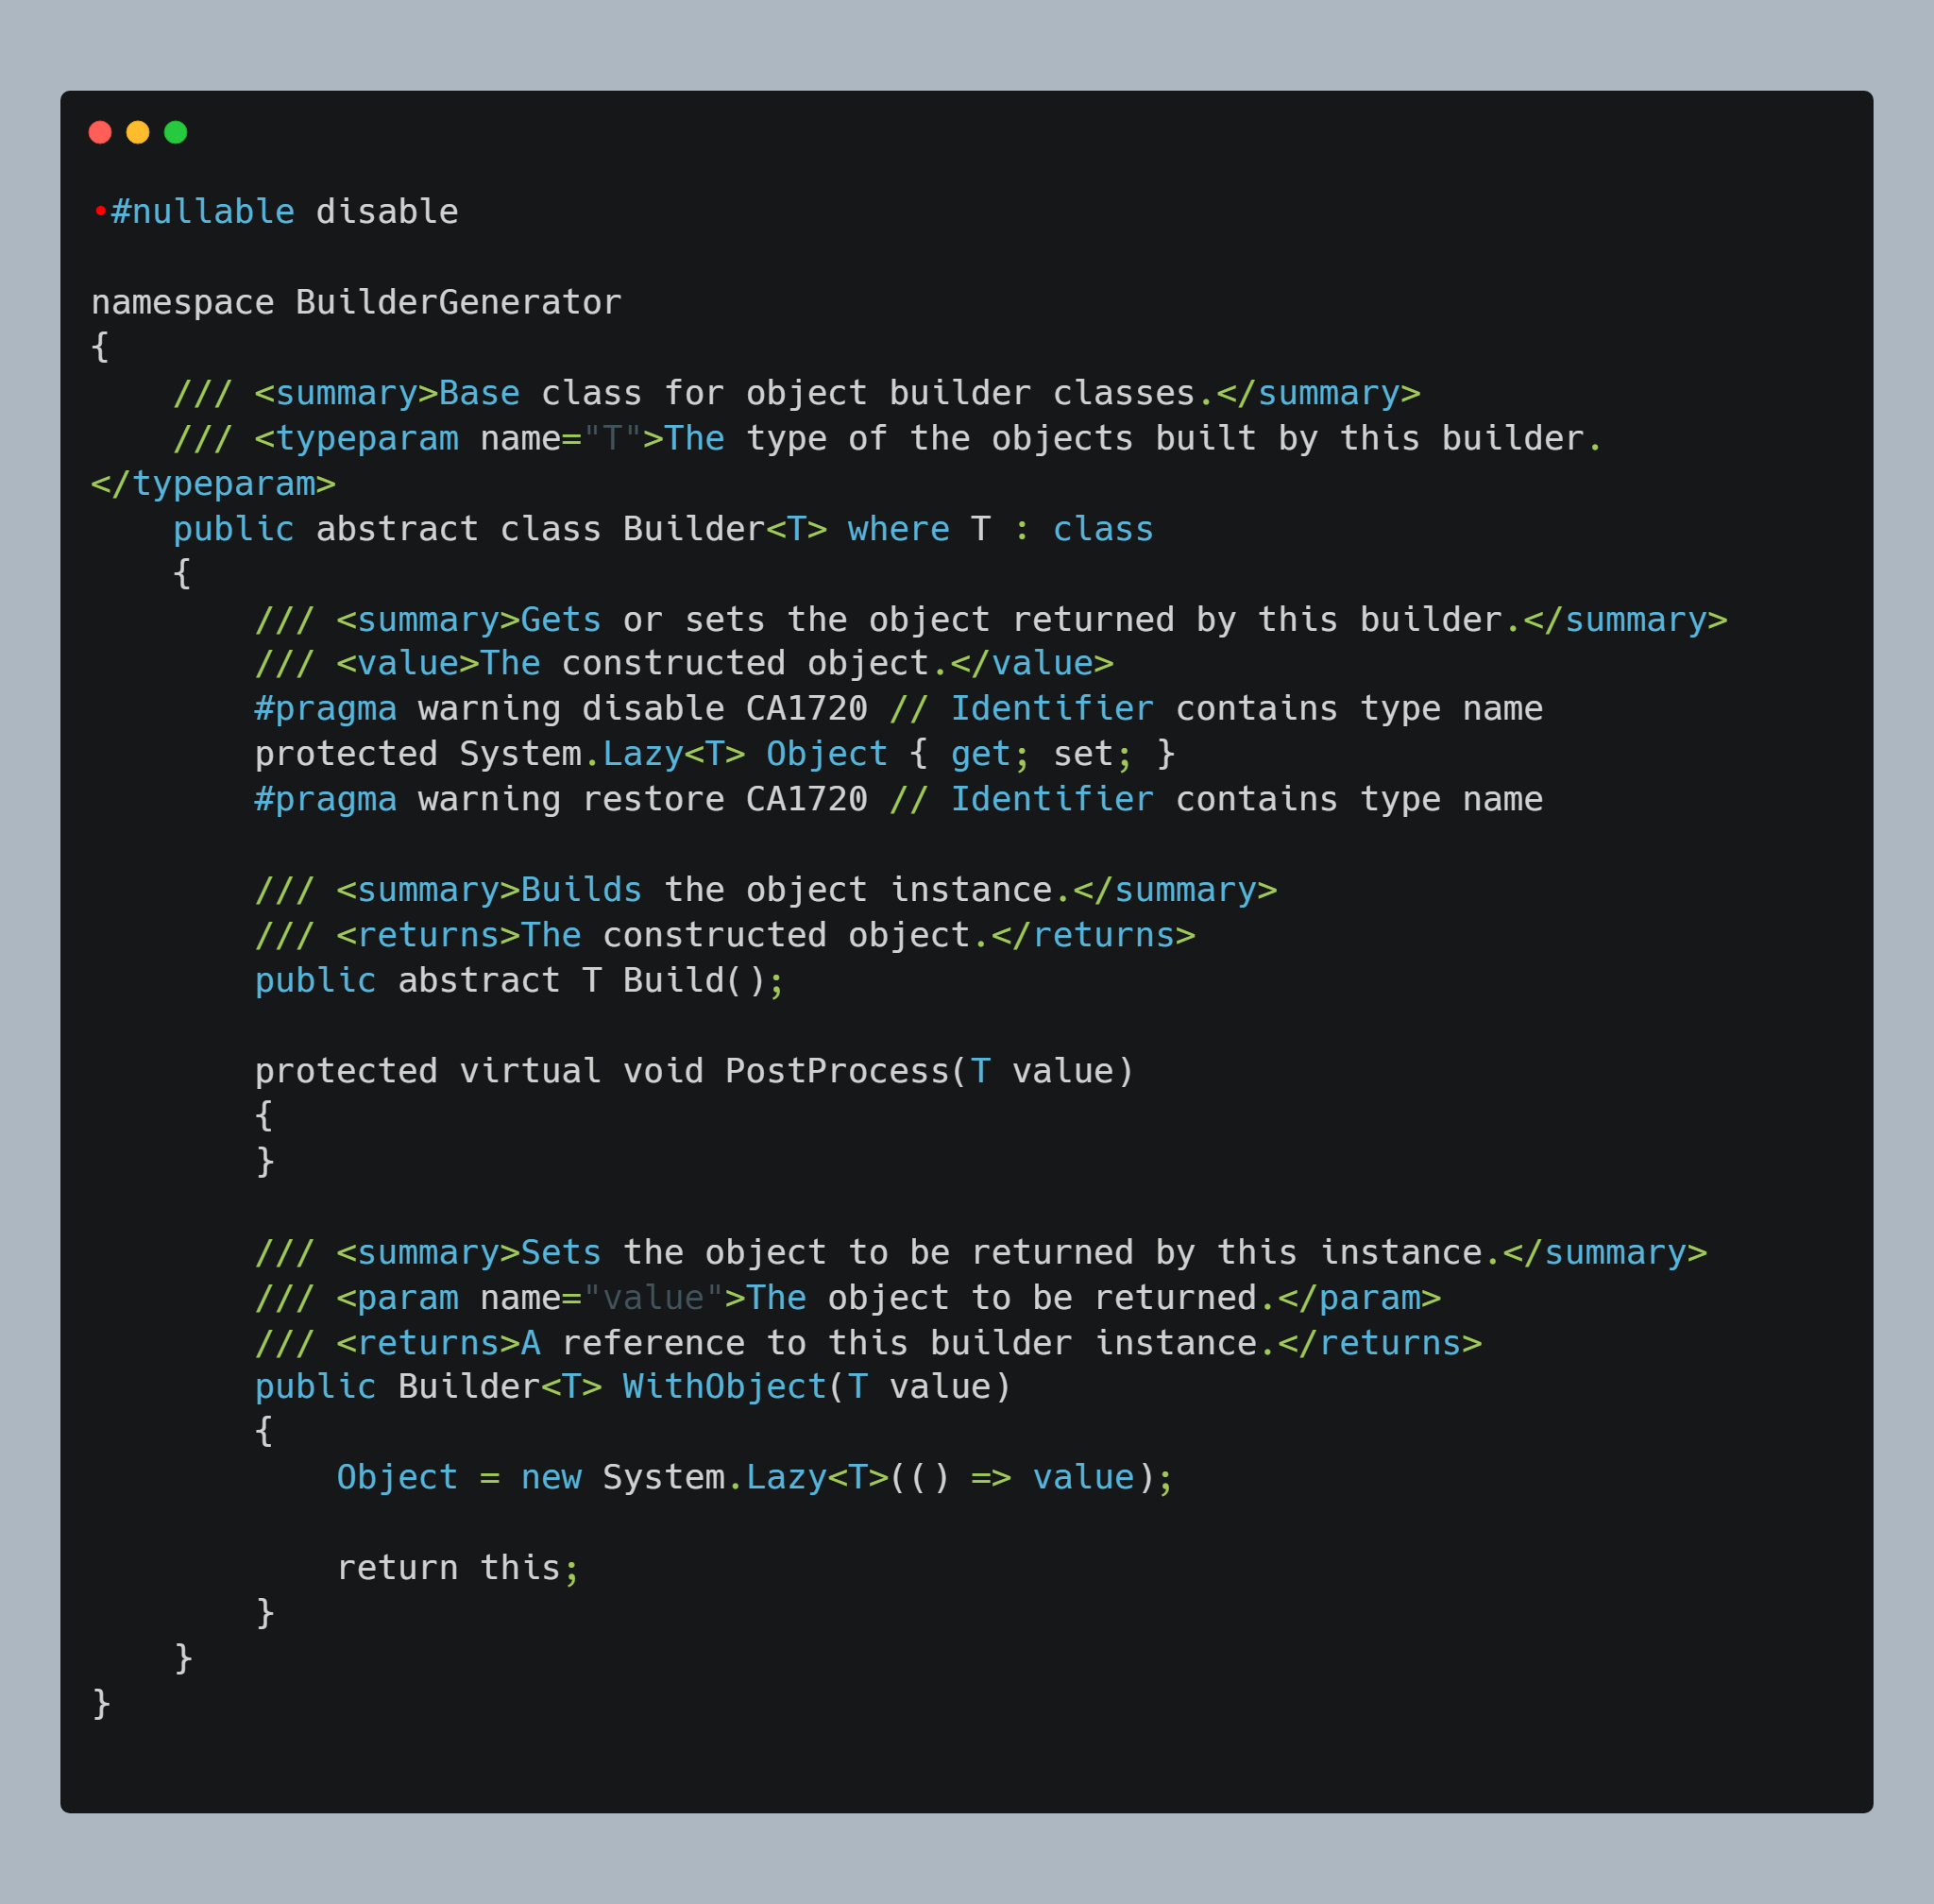 •#nullable disable

namespace BuilderGenerator
{
    /// <summary>Base class for object builder classes.</summary>
    /// <typeparam name="T">The type of the objects built by this builder.
</typeparam>
    public abstract class Builder<T> where T : class
    {
        /// <summary>Gets or sets the object returned by this builder.</summary>
        /// <value>The constructed object.</value>
        #pragma warning disable CA1720 // Identifier contains type name
        protected System.Lazy<T> Object { get; set; }
        #pragma warning restore CA1720 // Identifier contains type name

        /// <summary>Builds the object instance.</summary>
        /// <returns>The constructed object.</returns>
        public abstract T Build();

        protected virtual void PostProcess(T value)
        {
        }

        /// <summary>Sets the object to be returned by this instance.</summary>
        /// <param name="value">The object to be returned.</param>
        /// <returns>A reference to this builder instance.</returns>
        public Builder<T> WithObject(T value)
        {
            Object = new System.Lazy<T>(() => value);

            return this;
        }
    }
}